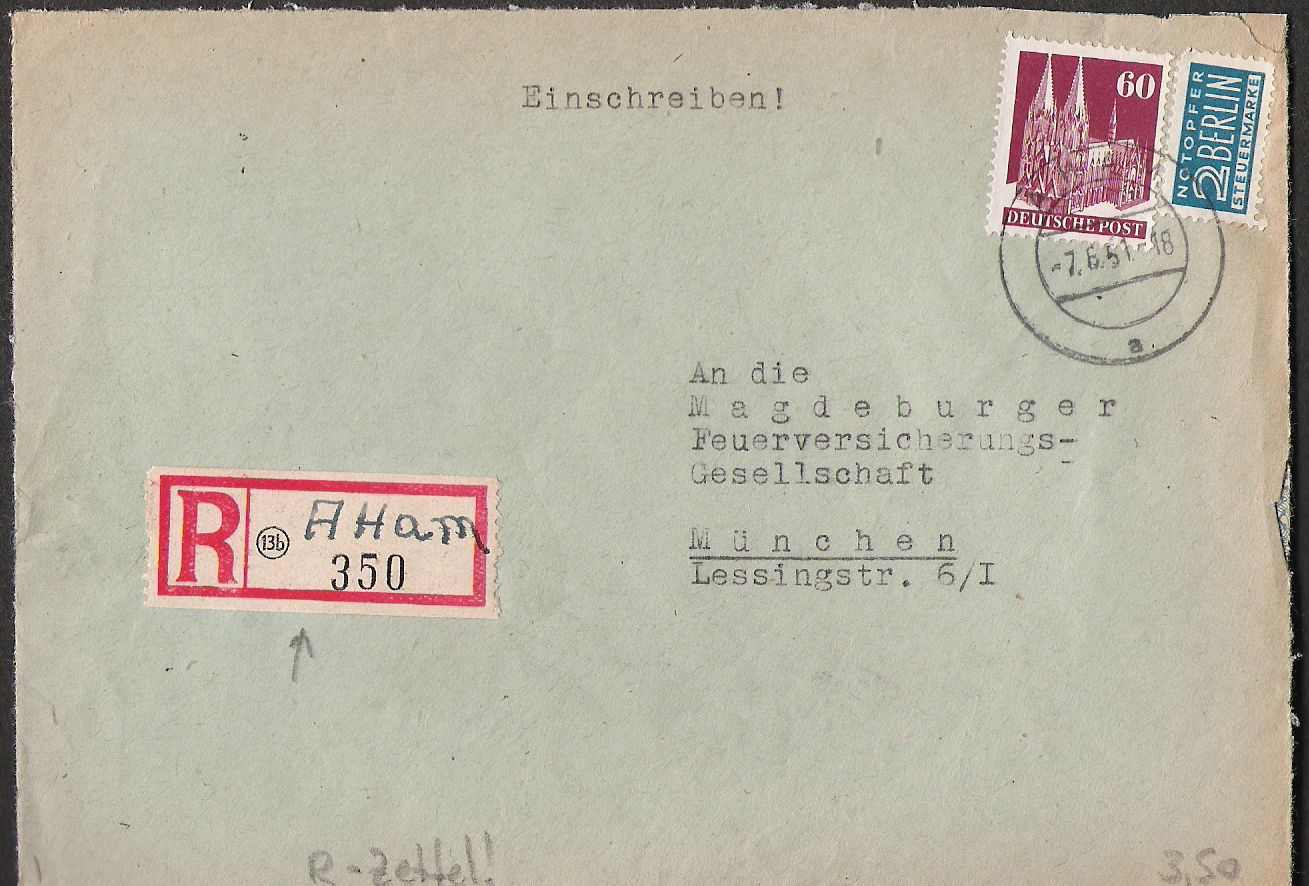 Einschreiben!
60
DEUTSCHE POST
NOTOPFER
2 BERLIN
STEUERMARKE
-7.6.51.-18
a
An die
Magdeburger
Feuerversicherungs-
Gesellschaft
München
Lessingstr. 6/I
R
13b
AHam
350
R-Zettel!
3,50